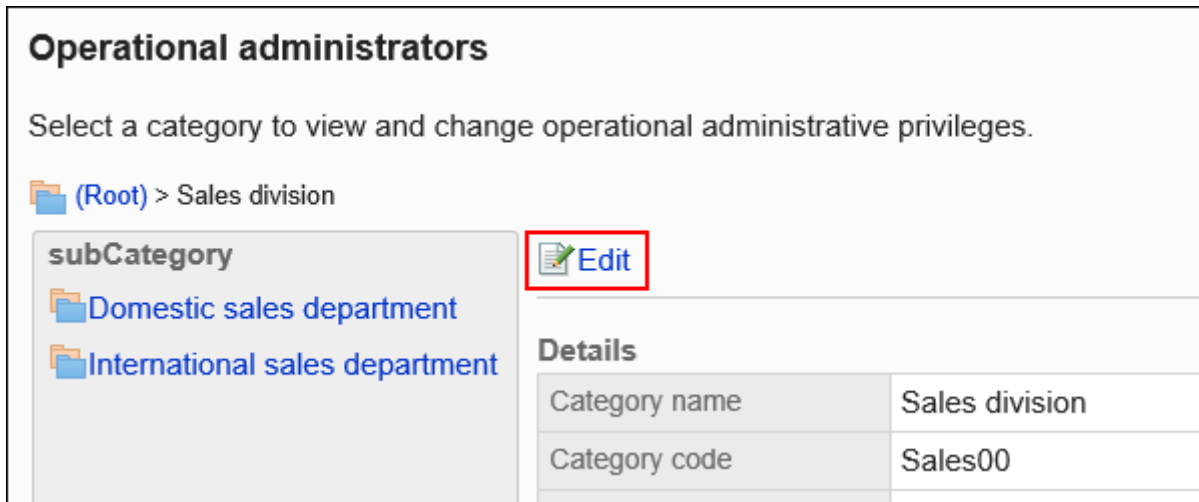 Operational administrators
Select a category to view and change operational administrative privileges.
(Root) > Sales division
subCategory
Domestic sales department
International sales department
Edit
Details
Category name Sales division
Category code Sales00